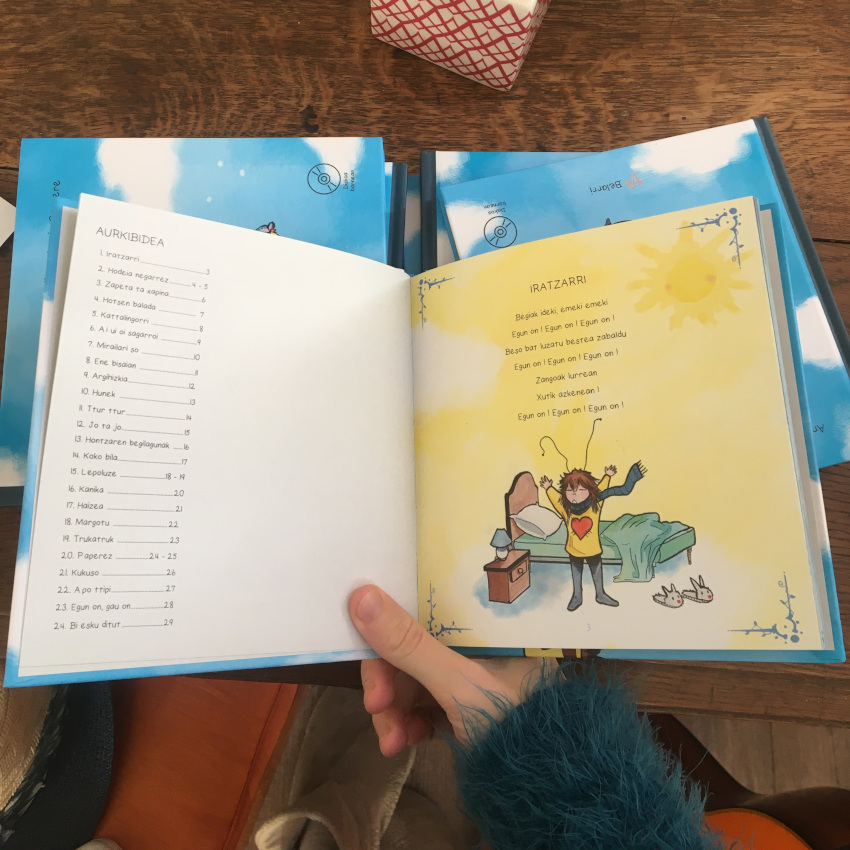 Belarri
AURKIBIDEA
1. Iratzarri 3
2. Hodeia negarrez 4 - 5
3. Zapeta ta xapina 6
4. Hotsen balada 7
5. Kattalingorri 8
6. Ai ui oi sagarroi 9
7. Mirailari so 10
8. Ene bisaian 11
9. Argihizkia 12
10. Hunek 13
11. Ttur ttur 14
12. Jo ta jo 15
13. Hontzaren begilagunak 16
14. Koko bila 17
15. Lepoluze 18 - 19
16. Kanika 20
17. Haizea 21
18. Margotu 22
19. Trukatruk 23
20. Paperez 24 - 25
21. Kukuso 26
22. Apo ttipi 27
23. Egun on, gau on 28
24. Bi esku ditut 29
IRATZARRI
Begiak ideki, emeki emeki
Egun on ! Egun on ! Egun on !
Beso bat luzatu bestea zabaldu
Egun on ! Egun on ! Egun on !
Zangoak lurrean
Xutik azkenean !
Egun on ! Egun on ! Egun on !
3